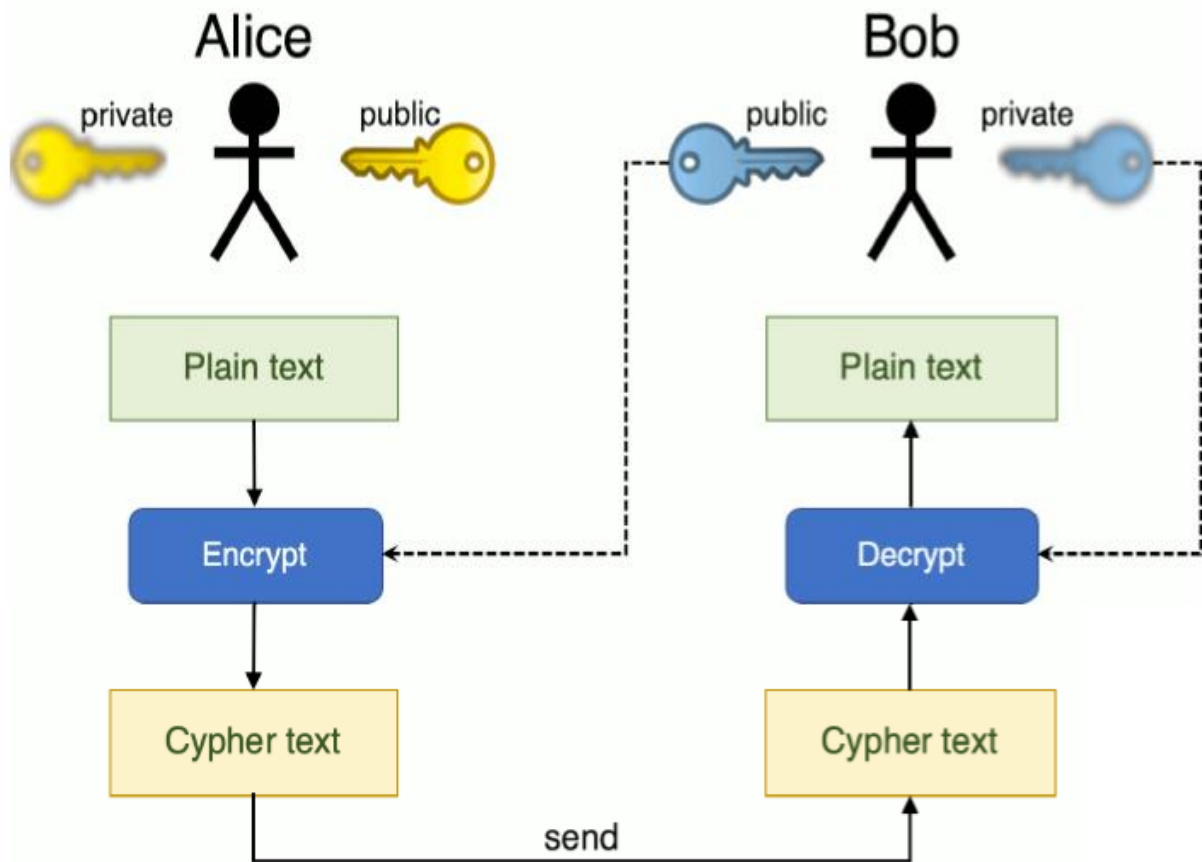 Alice
Bob
private
public
public
private
Plain text
Plain text
Encrypt
Decrypt
Cypher text
Cypher text
send